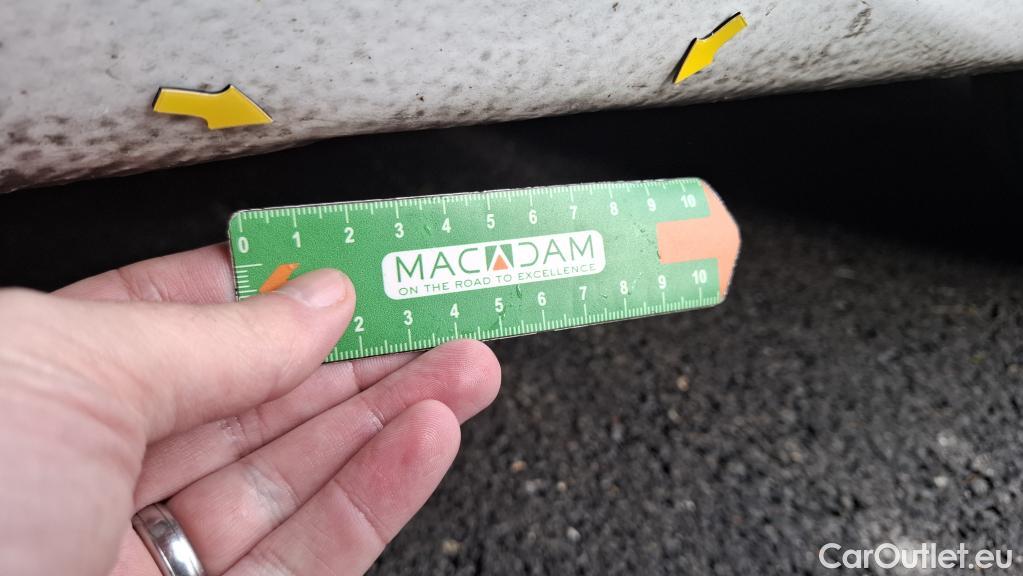 0 1 2 3 4 5 6 7 8 9 10
MACADAM
ON THE ROAD TO EXCELLENCE
2 3 4 5 6 7 8 9 10
CarOutlet.eu